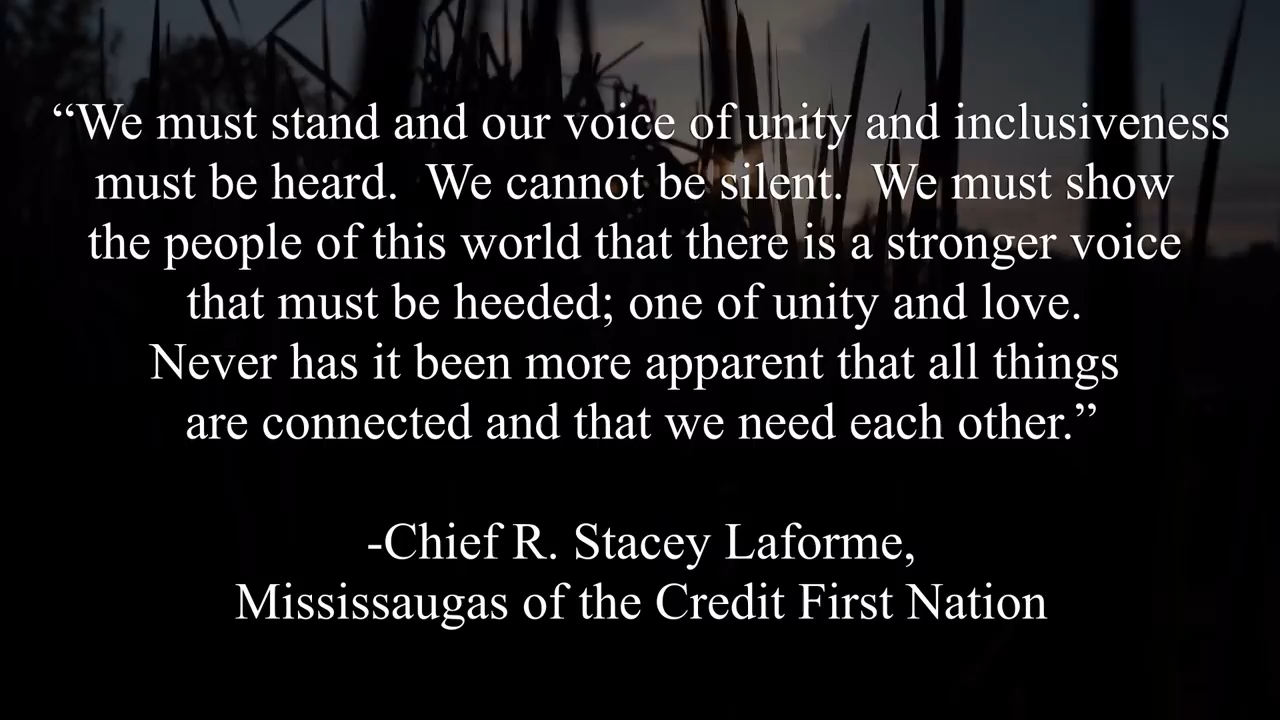 “We must stand and our voice of unity and inclusiveness
must be heard.  We cannot be silent.  We must show
the people of this world that there is a stronger voice
that must be heeded; one of unity and love.
Never has it been more apparent that all things
are connected and that we need each other.”
-Chief R. Stacey Laforme,
Mississaugas of the Credit First Nation